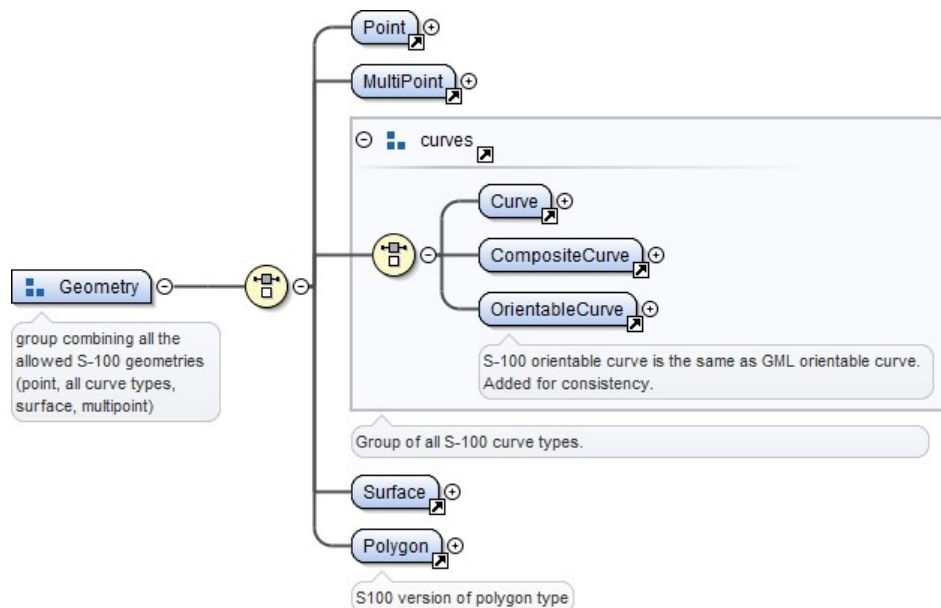 Point
MultiPoint
curves
Curve
CompositeCurve
OrientableCurve
S-100 orientable curve is the same as GML orientable curve.
Added for consistency.
Group of all S-100 curve types.
Geometry
group combining all the
allowed S-100 geometries
(point, all curve types,
surface, multipoint)
Surface
Polygon
S100 version of polygon type